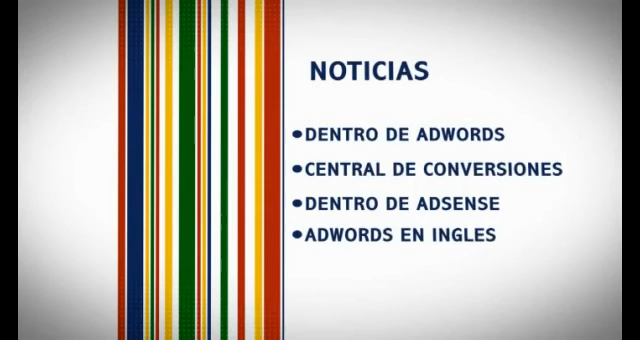 NOTICIAS
•DENTRO DE ADWORDS
•CENTRAL DE CONVERSIONES
•DENTRO DE ADSENSE
•ADWORDS EN INGLES